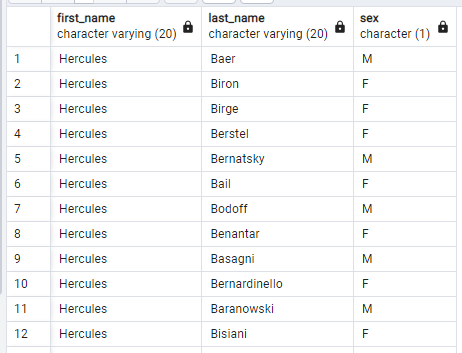 first_name last_name sex
character varying (20) character varying (20) character (1)
1 Hercules Baer M
2 Hercules Biron F
3 Hercules Birge F
4 Hercules Berstel F
5 Hercules Bernatsky M
6 Hercules Bail F
7 Hercules Bodoff M
8 Hercules Benantar F
9 Hercules Basagni M
10 Hercules Bernardinello F
11 Hercules Baranowski M
12 Hercules Bisiani F